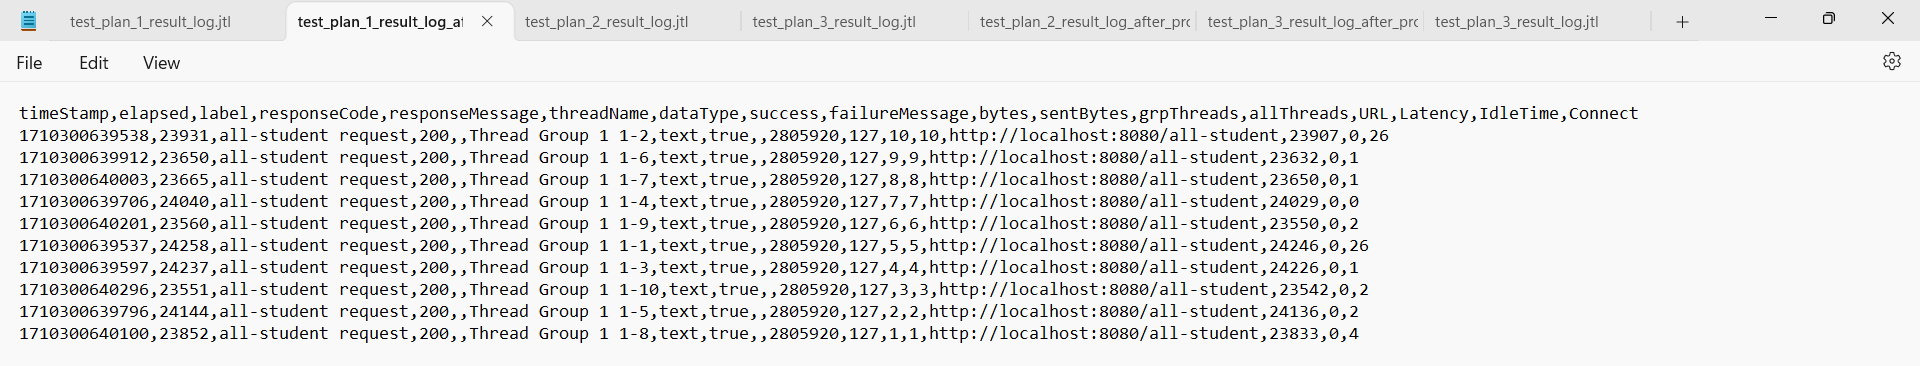 test_plan_1_result_log.jtl
test_plan_1_result_log_af
test_plan_2_result_log.jtl
test_plan_3_result_log.jtl
test_plan_2_result_log_after_prc
test_plan_3_result_log_after_prc
test_plan_3_result_log.jtl
File Edit View
timeStamp,elapsed,label,responseCode,responseMessage,threadName,dataType,success,failureMessage,bytes,sentBytes,grpThreads,allThreads,URL,Latency,IdleTime,Connect
1710300639538,23931,all-student request,200,,Thread Group 1 1-2,text,true,,2805920,127,10,10,http://localhost:8080/all-student,23907,0,26
1710300639912,23650,all-student request,200,,Thread Group 1 1-6,text,true,,2805920,127,9,9,http://localhost:8080/all-student,23632,0,1
1710300640003,23665,all-student request,200,,Thread Group 1 1-7,text,true,,2805920,127,8,8,http://localhost:8080/all-student,23650,0,1
1710300639706,24040,all-student request,200,,Thread Group 1 1-4,text,true,,2805920,127,7,7,http://localhost:8080/all-student,24029,0,0
1710300640201,23560,all-student request,200,,Thread Group 1 1-9,text,true,,2805920,127,6,6,http://localhost:8080/all-student,23550,0,2
1710300639537,24258,all-student request,200,,Thread Group 1 1-1,text,true,,2805920,127,5,5,http://localhost:8080/all-student,24246,0,26
1710300639597,24237,all-student request,200,,Thread Group 1 1-3,text,true,,2805920,127,4,4,http://localhost:8080/all-student,24226,0,1
1710300640296,23551,all-student request,200,,Thread Group 1 1-10,text,true,,2805920,127,3,3,http://localhost:8080/all-student,23542,0,2
1710300639796,24144,all-student request,200,,Thread Group 1 1-5,text,true,,2805920,127,2,2,http://localhost:8080/all-student,24136,0,2
1710300640100,23852,all-student request,200,,Thread Group 1 1-8,text,true,,2805920,127,1,1,http://localhost:8080/all-student,23833,0,4